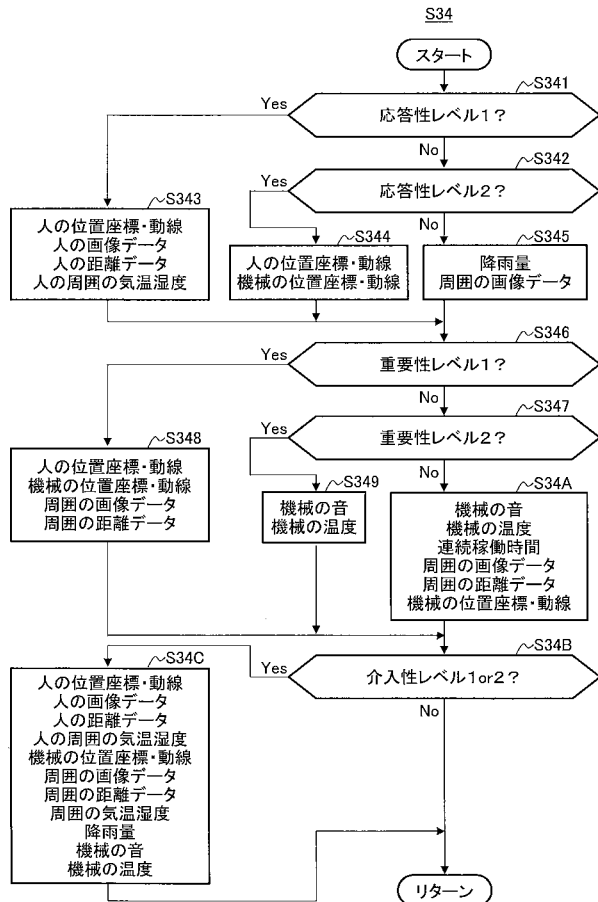 S34
スタート
S341
Yes
応答性レベル1?
No
S342
Yes
応答性レベル2?
No
S343
人の位置座標・動線
人の画像データ
人の距離データ
人の周囲の気温湿度
S344
人の位置座標・動線
機械の位置座標・動線
S345
降雨量
周囲の画像データ
S346
Yes
重要性レベル1?
No
S347
Yes
重要性レベル2?
No
S348
人の位置座標・動線
機械の位置座標・動線
周囲の画像データ
周囲の距離データ
S349
機械の音
機械の温度
S34A
機械の音
機械の温度
連続稼働時間
周囲の画像データ
周囲の距離データ
機械の位置座標・動線
S34B
Yes
介入性レベル1or2?
No
S34C
人の位置座標・動線
人の画像データ
人の距離データ
人の周囲の気温湿度
機械の位置座標・動線
周囲の画像データ
周囲の距離データ
周囲の気温湿度
降雨量
機械の音
機械の温度
リターン